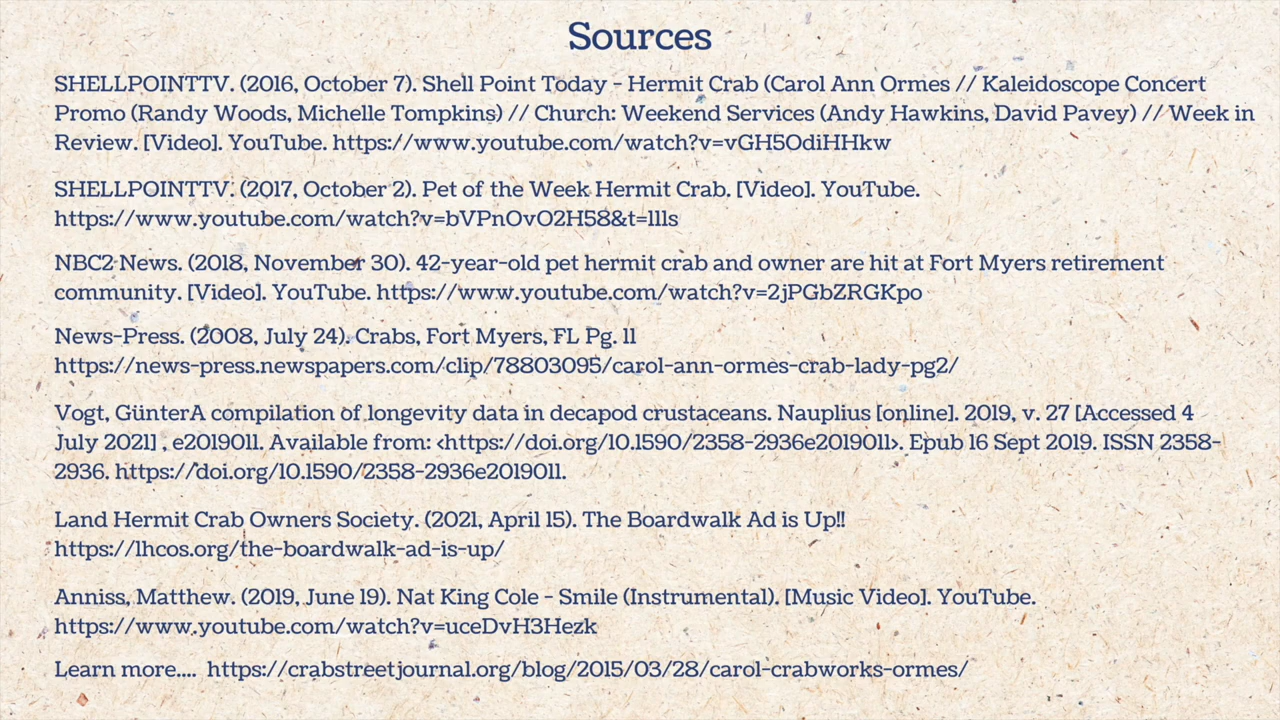 Sources
SHELLPOINTTV. (2016, October 7). Shell Point Today - Hermit Crab (Carol Ann Ormes // Kaleidoscope Concert
Promo (Randy Woods, Michelle Tompkins) // Church: Weekend Services (Andy Hawkins, David Pavey) // Week in
Review. [Video]. YouTube. https://www.youtube.com/watch?v=vGH5OdiHHkw
SHELLPOINTTV. (2017, October 2). Pet of the Week Hermit Crab. [Video]. YouTube.
https://www.youtube.com/watch?v=bVPnOvO2H58&t=111s
NBC2 News. (2018, November 30). 42-year-old pet hermit crab and owner are hit at Fort Myers retirement
community. [Video]. YouTube. https://www.youtube.com/watch?v=2jPGbZRGKpo
News-Press. (2008, July 24). Crabs, Fort Myers, FL Pg. 11
https://news-press.newspapers.com/clip/78803095/carol-ann-ormes-crab-lady-pg2/
Vogt, GünterA compilation of longevity data in decapod crustaceans. Nauplius [online]. 2019, v. 27 [Accessed 4
July 2021] , e2019011. Available from: <https://doi.org/10.1590/2358-2936e2019011>. Epub 16 Sept 2019. ISSN 2358-
2936. https://doi.org/10.1590/2358-2936e2019011.
Land Hermit Crab Owners Society. (2021, April 15). The Boardwalk Ad is Up!!
https://lhcos.org/the-boardwalk-ad-is-up/
Anniss, Matthew. (2019, June 19). Nat King Cole - Smile (Instrumental). [Music Video]. YouTube.
https://www.youtube.com/watch?v=uceDvH3Hezk
Learn more.... https://crabstreetjournal.org/blog/2015/03/28/carol-crabworks-ormes/